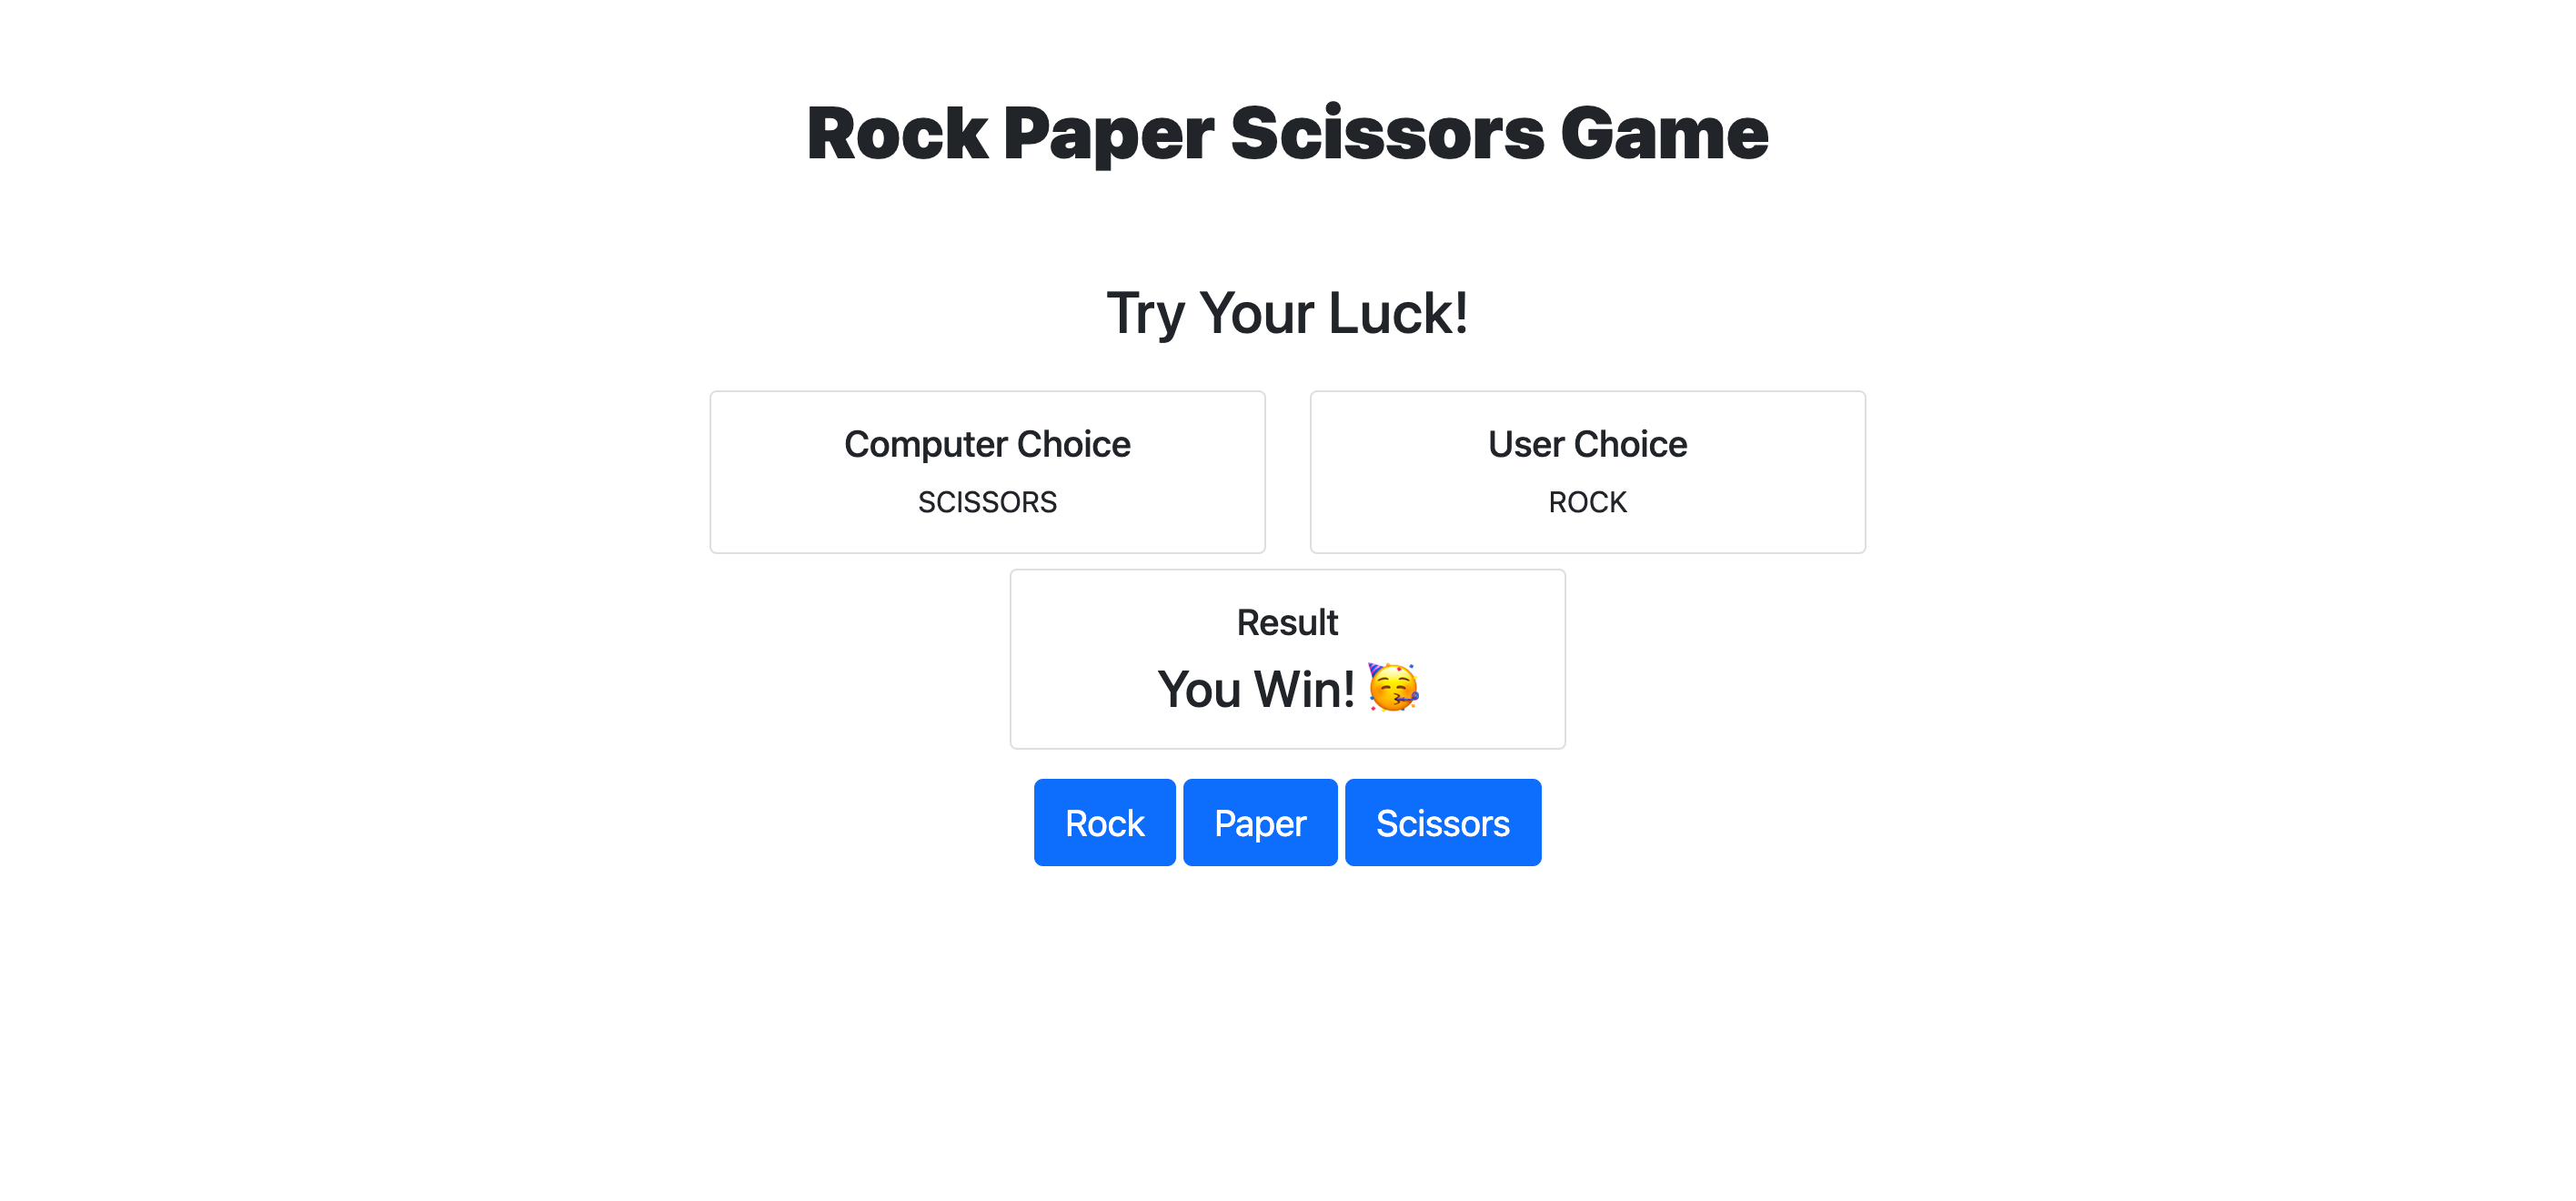 Rock Paper Scissors Game
Try Your Luck!
Computer Choice
SCISSORS
User Choice
ROCK
Result
You Win! 🥳
Rock
Paper
Scissors